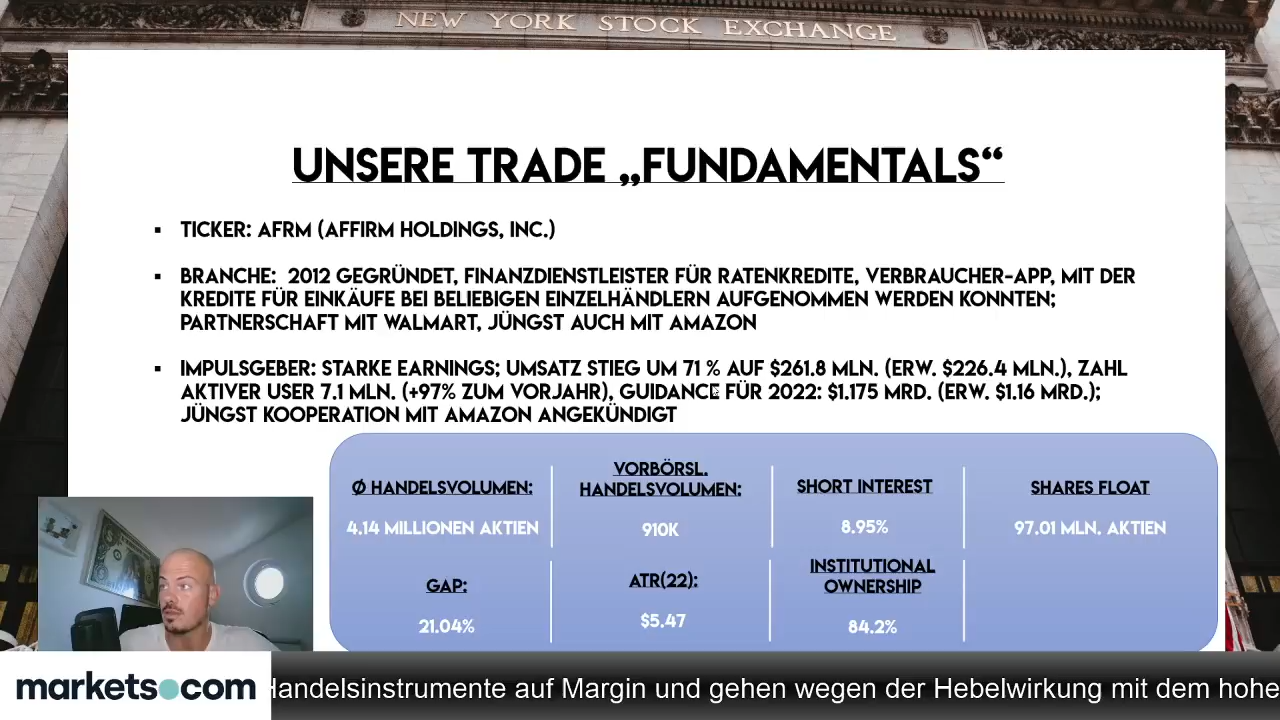 NEW YORK STOCK EXCHANGE
UNSERE TRADE „FUNDAMENTALS“
▪ TICKER: AFRM (AFFIRM HOLDINGS, INC.)
▪ BRANCHE: 2012 GEGRÜNDET, FINANZDIENSTLEISTER FÜR RATENKREDITE, VERBRAUCHER-APP, MIT DER
KREDITE FÜR EINKÄUFE BEI BELIEBIGEN EINZELHÄNDLERN AUFGENOMMEN WERDEN KONNTEN;
PARTNERSCHAFT MIT WALMART, JÜNGST AUCH MIT AMAZON
▪ IMPULSGEBER: STARKE EARNINGS; UMSATZ STIEG UM 71 % AUF $261.8 MLN. (ERW. $226.4 MLN.), ZAHL
AKTIVER USER 7.1 MLN. (+97% ZUM VORJAHR), GUIDANCE FÜR 2022: $1.175 MRD. (ERW. $1.16 MRD.);
JÜNGST KOOPERATION MIT AMAZON ANGEKÜNDIGT
Ø HANDELSVOLUMEN:
4.14 MILLIONEN AKTIEN
VORBÖRSL.
HANDELSVOLUMEN:
910K
SHORT INTEREST
8.95%
SHARES FLOAT
97.01 MLN. AKTIEN
GAP:
21.04%
ATR(22):
$5.47
INSTITUTIONAL
OWNERSHIP
84.2%
markets.com
Handelsinstrumente auf Margin und gehen wegen der Hebelwirkung mit dem hohe